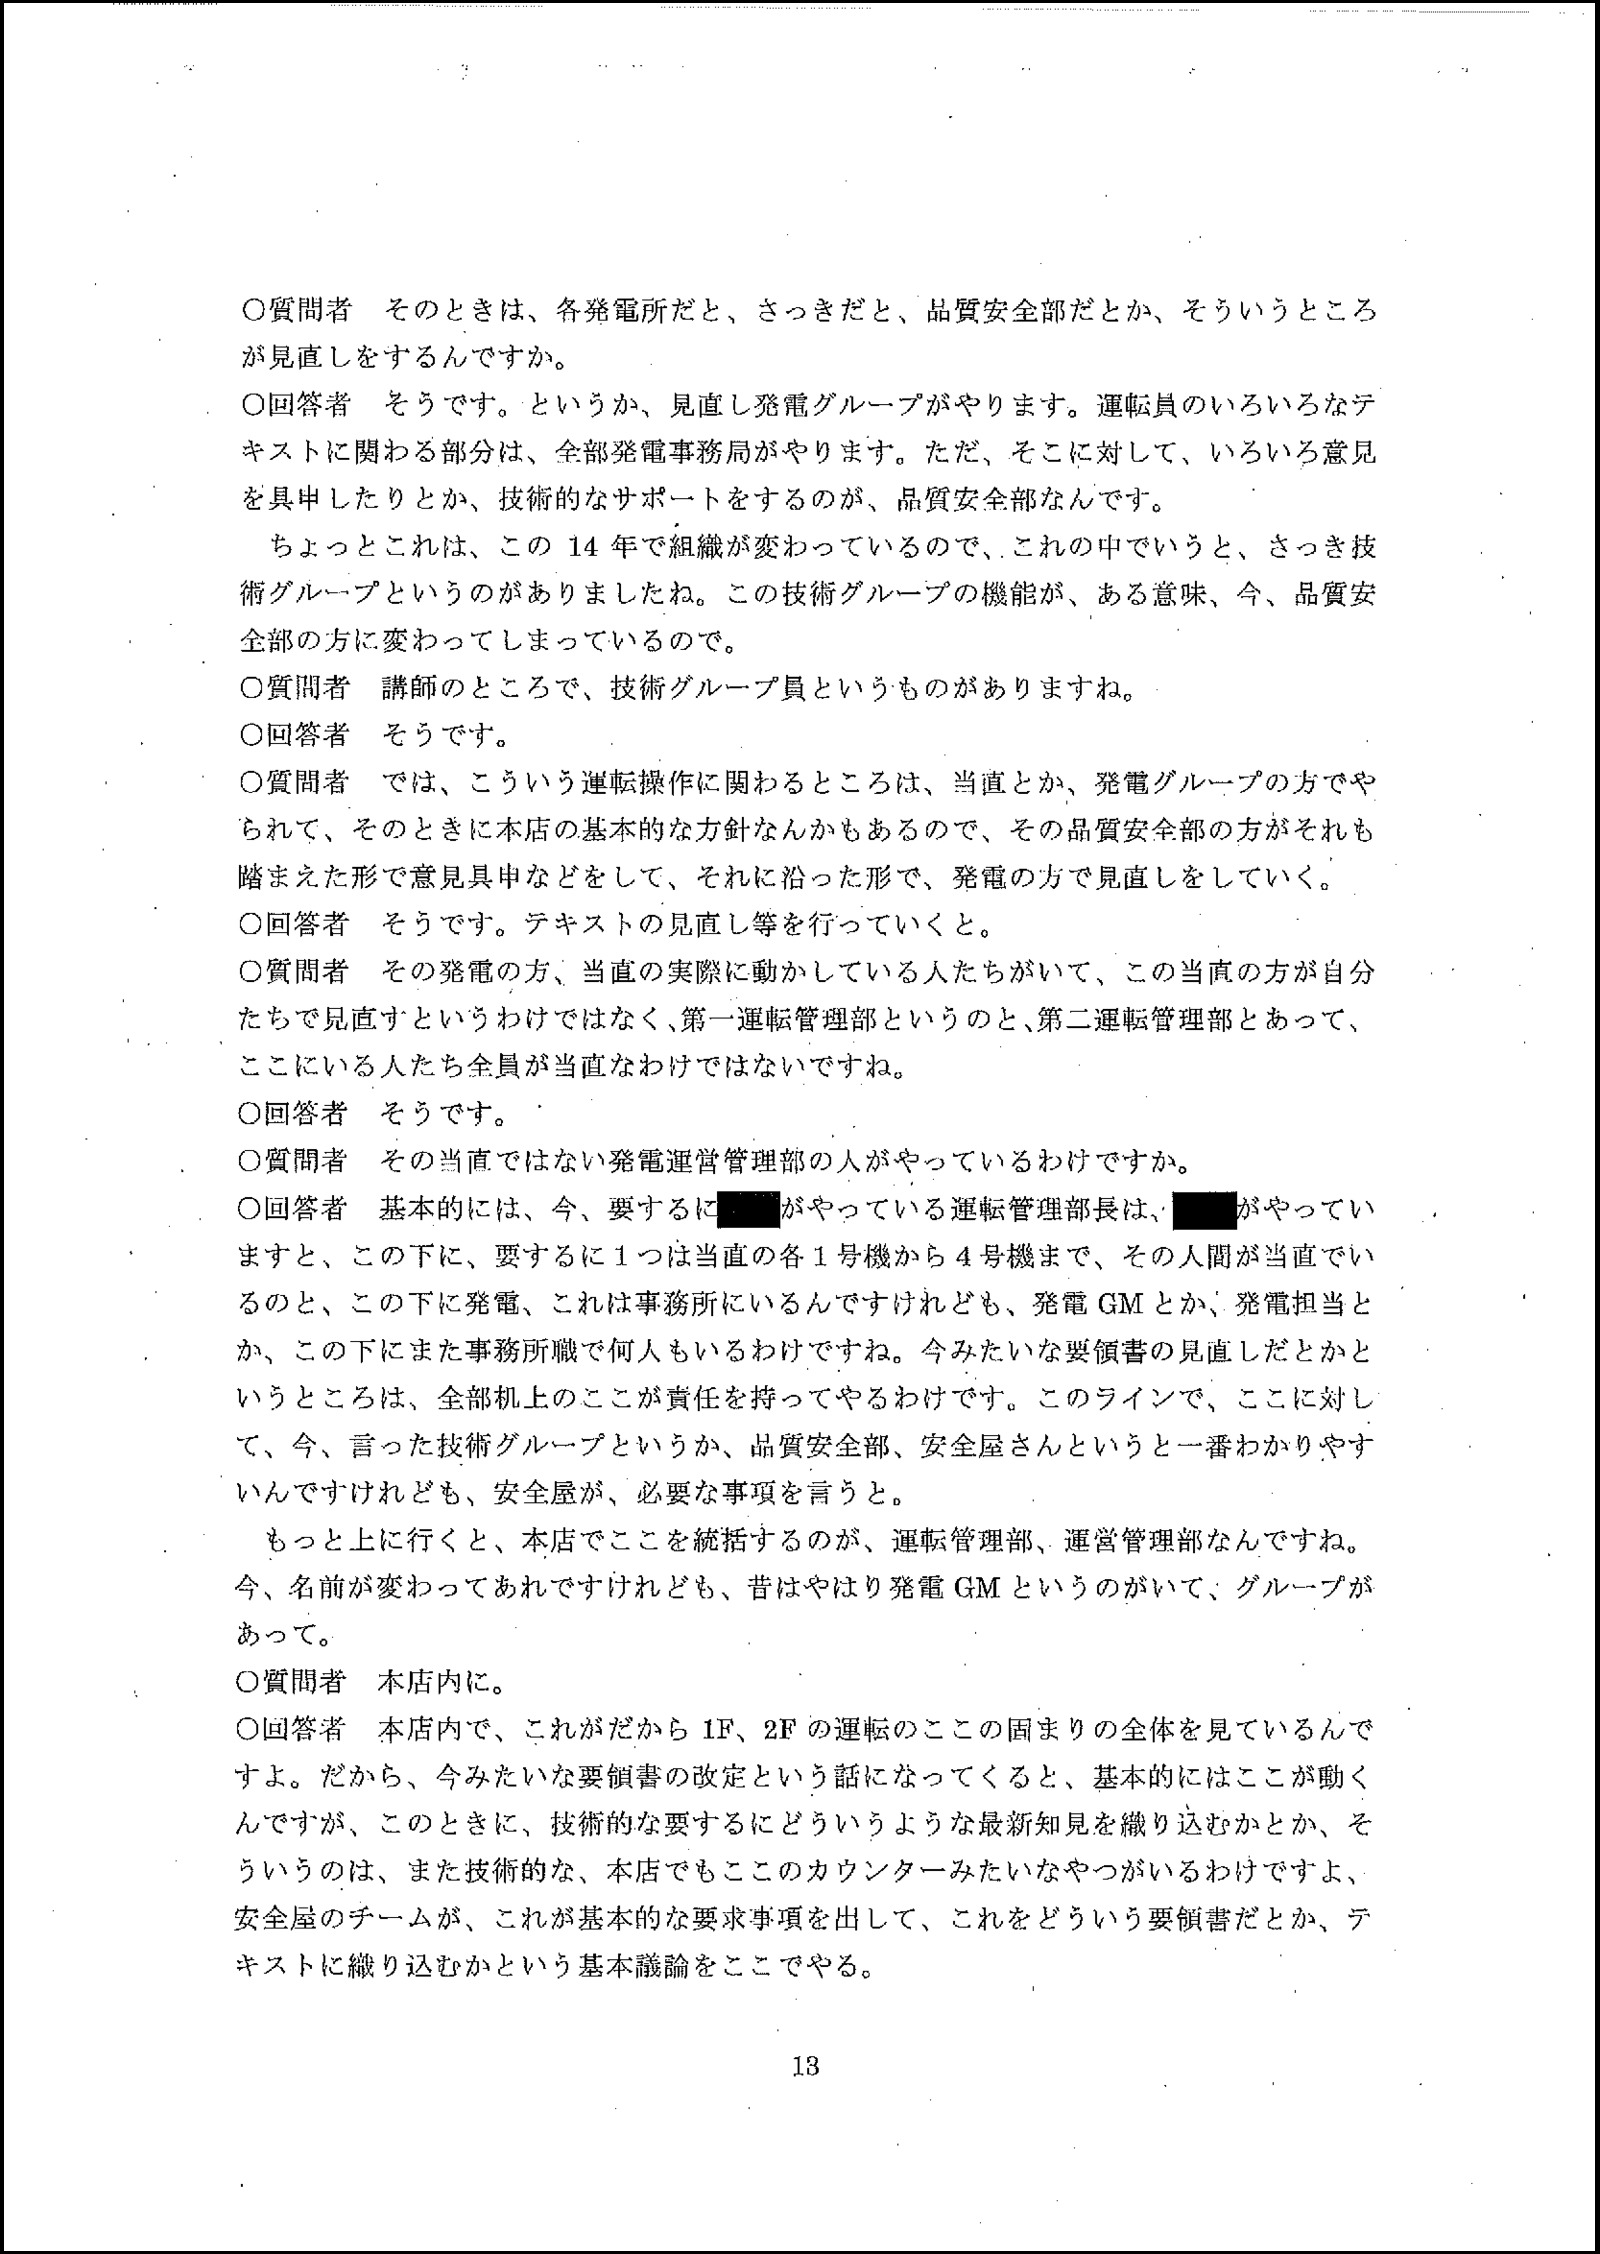 〇質問者　そのときは、各発電所だと、さっきだと、品質安全部だとか、そういうところ
が見直しをするんですか。
〇回答者　そうです。というか、見直し発電グループがやります。運転員のいろいろなテ
キストに関わる部分は、全部発電事務局がやります。ただ、そこに対して、いろいろ意見
を具申したりとか、技術的なサポートをするのが、品質安全部なんです。
　ちょっとこれは、この 14 年で組織が変わっているので、これの中でいうと、さっき技
術グループというのがありましたね。この技術グループの機能が、ある意味、今、品質安
全部の方に変わってしまっているので。
〇質問者　講師のところで、技術グループ員というものがありますね。
〇回答者　そうです。
〇質問者　では、こういう運転操作に関わるところは、当直とか、発電グループの方でや
られて、そのときに本店の基本的な方針なんかもあるので、その品質安全部の方がそれも
踏まえた形で意見具申などをして、それに沿った形で、発電の方で見直しをしていく。
〇回答者　そうです。テキストの見直し等を行っていくと。
〇質問者　その発電の方、当直の実際に動かしている人たちがいて、この当直の方が自分
たちで見直すというわけではなく、第一運転管理部というのと、第二運転管理部とあって、
ここにいる人たち全員が当直なわけではないですね。
〇回答者　そうです。
〇質問者　その当直ではない発電運営管理部の人がやっているわけですか。
〇回答者　基本的には、今、要するに がやっている運転管理部長は、 がやってい
ますと、この下に、要するに１つは当直の各１号機から４号機まで、その人間が当直でい
るのと、この下に発電、これは事務所にいるんですけれども、発電 GM とか、発電担当と
か、この下にまた事務所職で何人もいるわけですね。今みたいな要領書の見直しだとかと
いうところは、全部机上のここが責任を持ってやるわけです。このラインで、ここに対し
て、今、言った技術グループというか、品質安全部、安全屋さんというと一番わかりやす
いんですけれども、安全屋が、必要な事項を言うと。
　もっと上に行くと、本店でここを統括するのが、運転管理部、運営管理部なんですね。
今、名前が変わってあれですけれども、昔はやはり発電 GM というのがいて、グループが
あって。
〇質問者　本店内に。
〇回答者　本店内で、これがだから 1F、2F の運転のここの固まりの全体を見ているんで
すよ。だから、今みたいな要領書の改定という話になってくると、基本的にはここが動く
んですが、このときに、技術的な要するにどういうような最新知見を織り込むかとか、そ
ういうのは、また技術的な、本店でもここのカウンターみたいなやつがいるわけですよ、
安全屋のチームが、これが基本的な要求事項を出して、これをどういう要領書だとか、テ
キストに織り込むかという基本議論をここでやる。
13